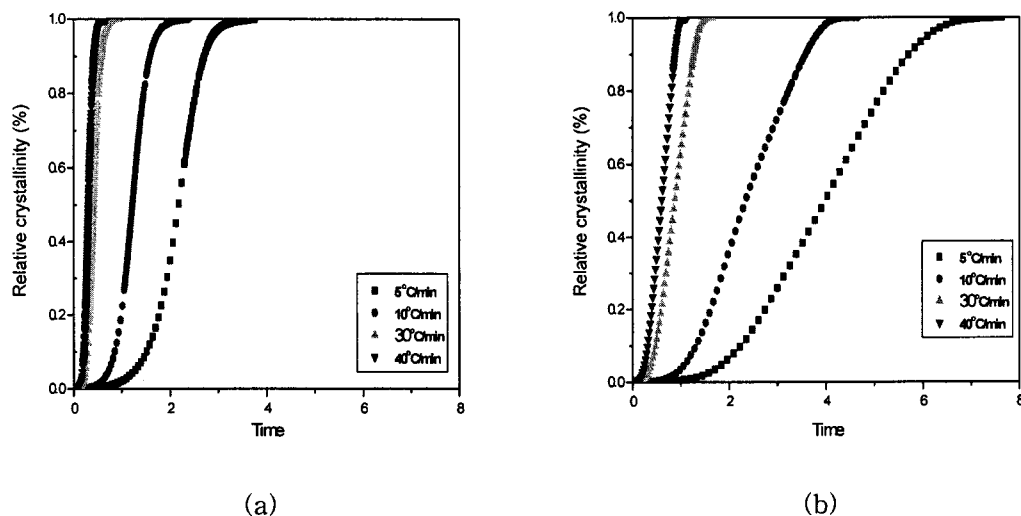 Relative crystallinity (%)
1.0
0.8
0.6
0.4
0.2
0.0
0
2
4
6
8
Time
5°C/min
10°C/min
30°C/min
40°C/min
(a)
Relative crystallinity (%)
1.0
0.8
0.6
0.4
0.2
0.0
0
2
4
6
8
Time
5°C/min
10°C/min
30°C/min
40°C/min
(b)